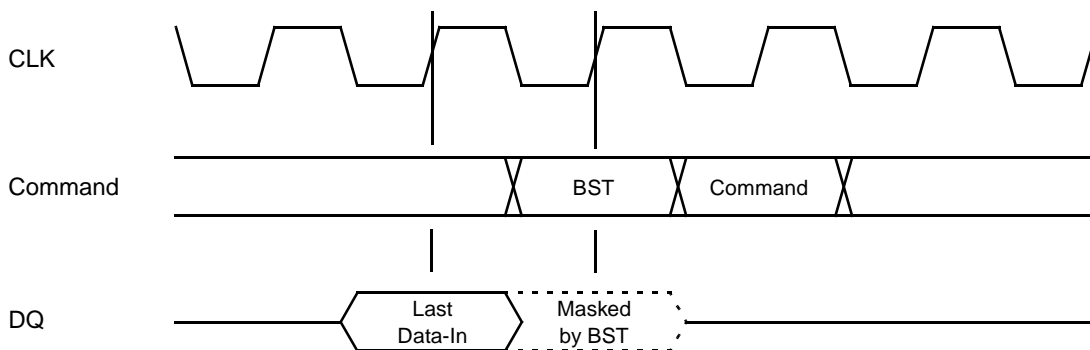 CLK
Command
BST
Command
DQ
Last
Data-In
Masked
by BST